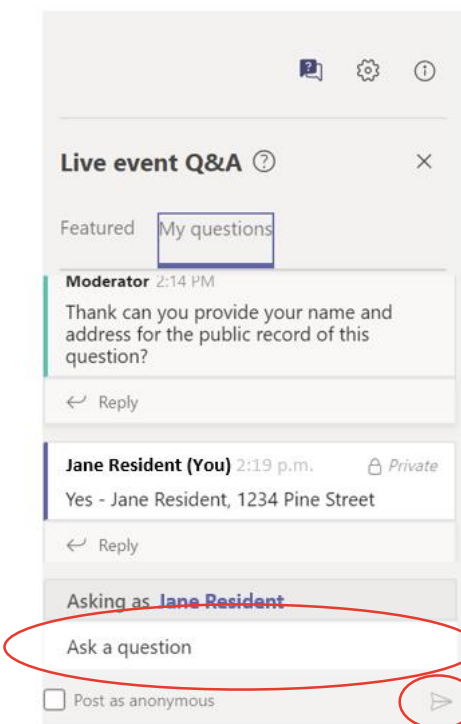 Live event Q&A
Featured My questions
Moderator 2:14 PM
Thank can you provide your name and
address for the public record of this
question?
Reply
Jane Resident (You) 2:19 p.m. Private
Yes - Jane Resident, 1234 Pine Street
Reply
Asking as Jane Resident
Ask a question
Post as anonymous